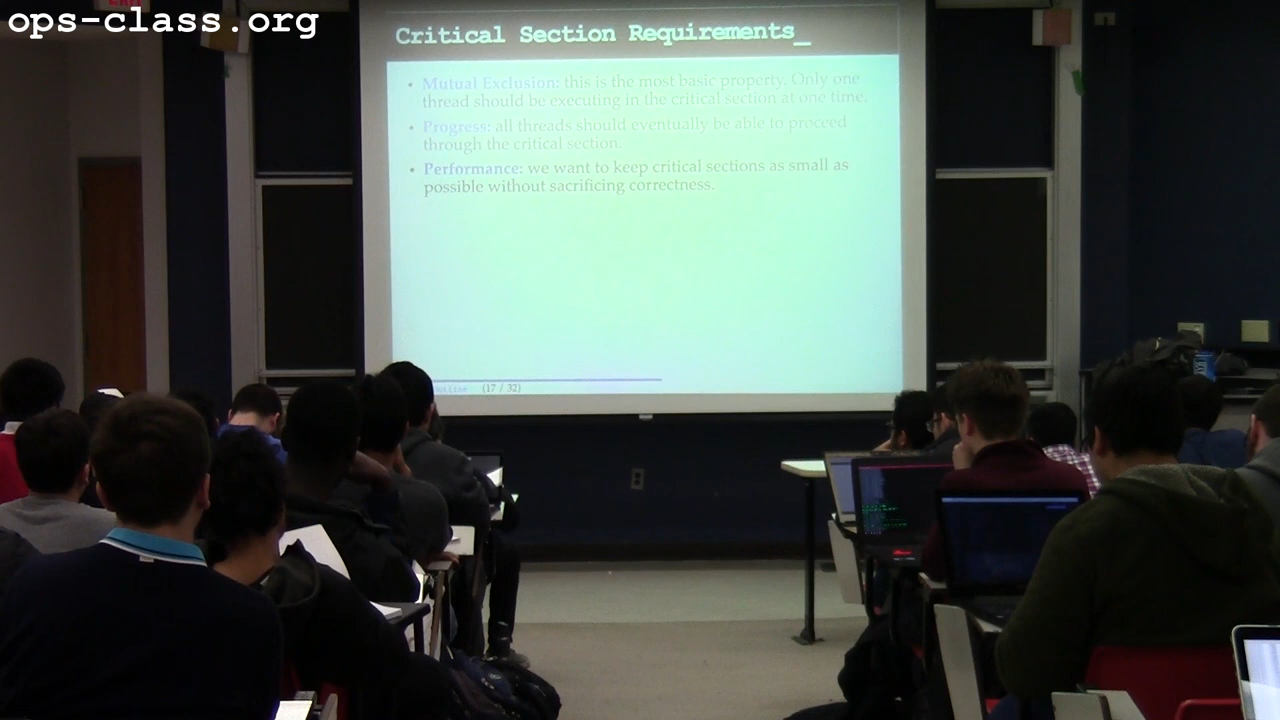 ops-class.org
Critical Section Requirements_
• Mutual Exclusion: this is the most basic property. Only one
thread should be executing in the critical section at one time.
• Progress: all threads should eventually be able to proceed
through the critical section.
• Performance: we want to keep critical sections as small as
possible without sacrificing correctness.
(17 / 32)